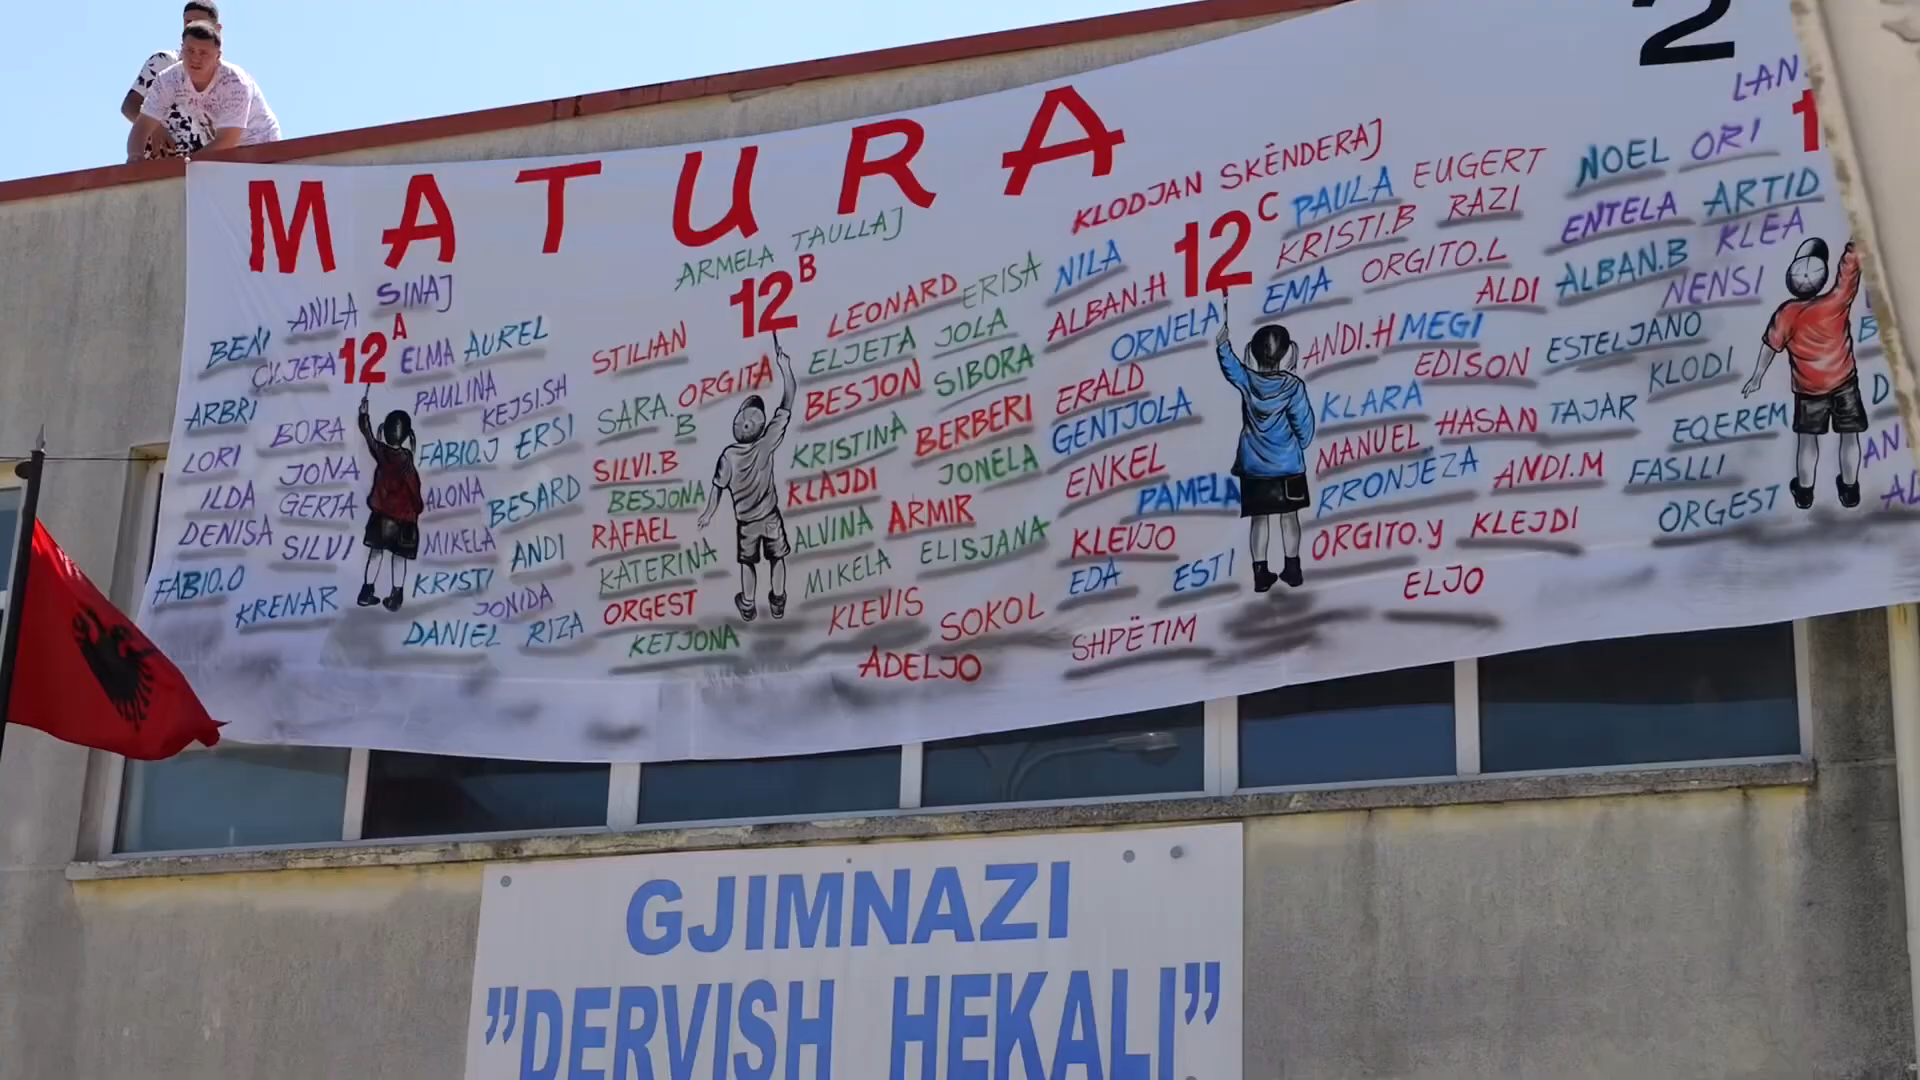 MATURA 2
ANILA SINAJ
12 A
BENI
ELMA AUREL
ARBRI
PAULINA
KEJSI.SH
LORI
BORA
FABIO.J ERSI
ILDA
JONA
GERTA
ALONA
BESARD
DENISA
SILVI
MIKELA
ANDI
FABIO.O
KRENAR
KRISTI
JONIDA
DANIEL
RIZA
ARMELA TAULLAJ
12 B
STILIAN
LEONARD
ERISA
ORGITA
ELJETA
JOLA
SARA.B
BESJON
SIBORA
SILVI.B
KRISTINA
BERBERI
BESJONA
KLAJDI
JONELA
RAFAEL
ALVINA
ARMIR
KATERINA
MIKELA
ELISJANA
ORGEST
KLEVIS
SOKOL
KETJONA
ADELJO
KLODJAN SKËNDERAJ
12 C
NILA
PAULA
EUGERT
ALBAN.H
KRISTI.B
RAZI
ORNELA
EMA
ORGITO.L
ERALD
ANDI.H
MEGI
ALDI
EDISON
GENTJOLA
KLARA
HASAN
ENKEL
MANUEL
PAMELA
RRONJEZA
ANDI.M
KLEVJO
ORGITO.Y
KLEJDI
EDA
ESTI
ELJO
SHPËTIM
LAN
1
NOEL
ORI
ENTELA
ARTID
ALBAN.B
KLEA
NENSI
ESTELJANO
KLODI
TAJAR
EQEREM
FASLLI
ORGEST
GJIMNAZI
"DERVISH HEKALI"